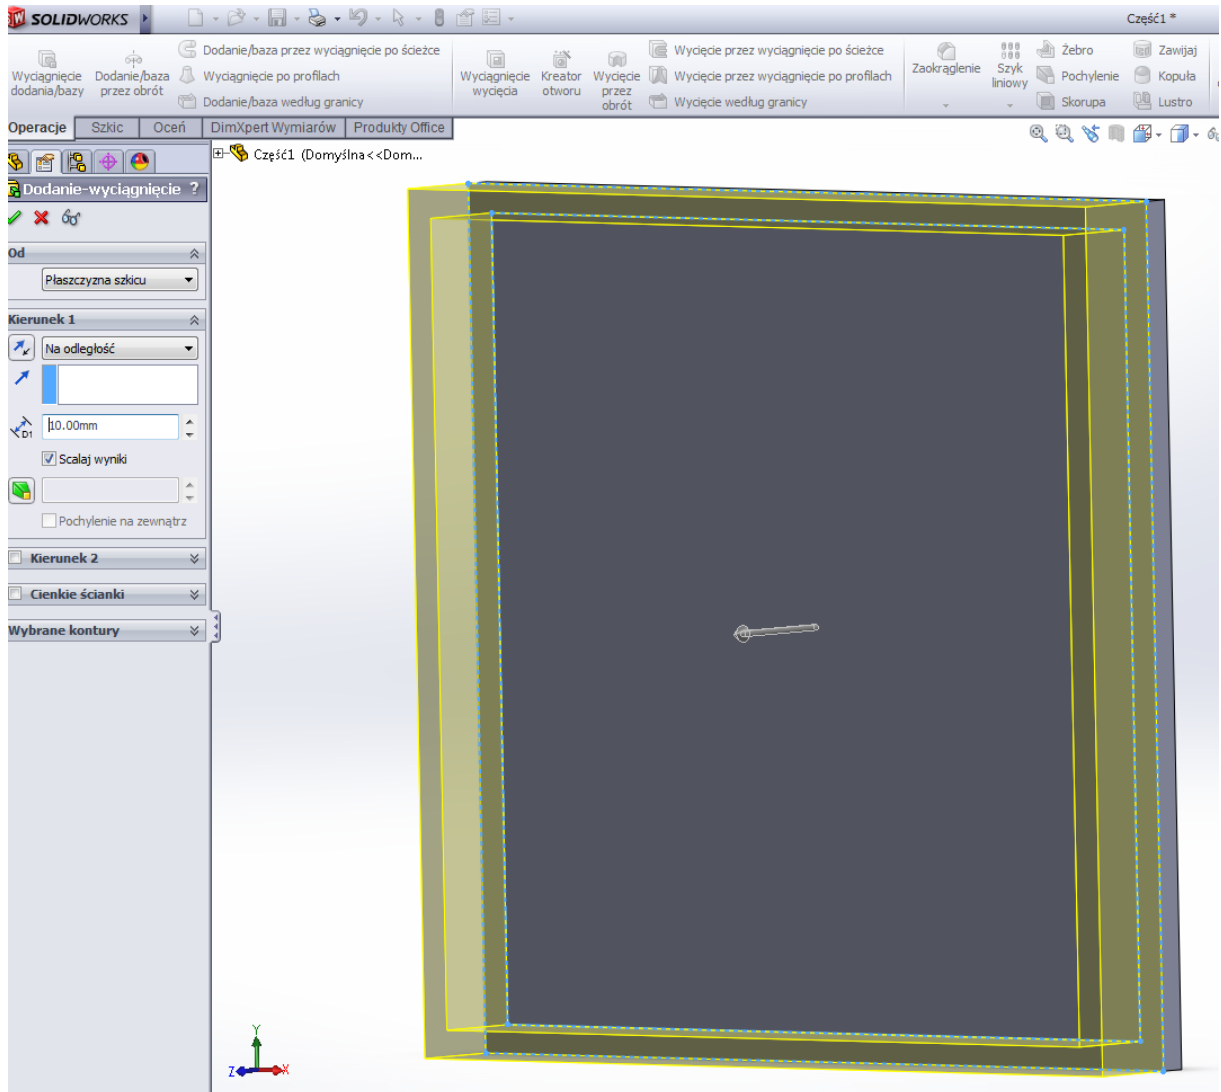 SOLIDWORKS
Część1 *
Wyciągnięcie dodania/bazy
Dodanie/baza przez obrót
Dodanie/baza przez wyciągnięcie po ścieżce
Wyciągnięcie po profilach
Dodanie/baza według granicy
Wyciągnięcie wycięcia
Kreator otworu
Wycięcie przez obrót
Wycięcie przez wyciągnięcie po ścieżce
Wycięcie przez wyciągnięcie po profilach
Wycięcie według granicy
Zaokrąglenie
Szyk liniowy
Żebro
Pochylenie
Skorupa
Zawijaj
Kopuła
Lustro
Operacje
Szkic
Oceń
DimXpert Wymiarów
Produkty Office
Część1 (Domyślna<<Dom...
Dodanie-wyciągnięcie ?
Od
Płaszczyzna szkicu
Kierunek 1
Na odległość
D1
10.00mm
Scalaj wyniki
Pochylenie na zewnątrz
Kierunek 2
Cienkie ścianki
Wybrane kontury
Y
Z
X